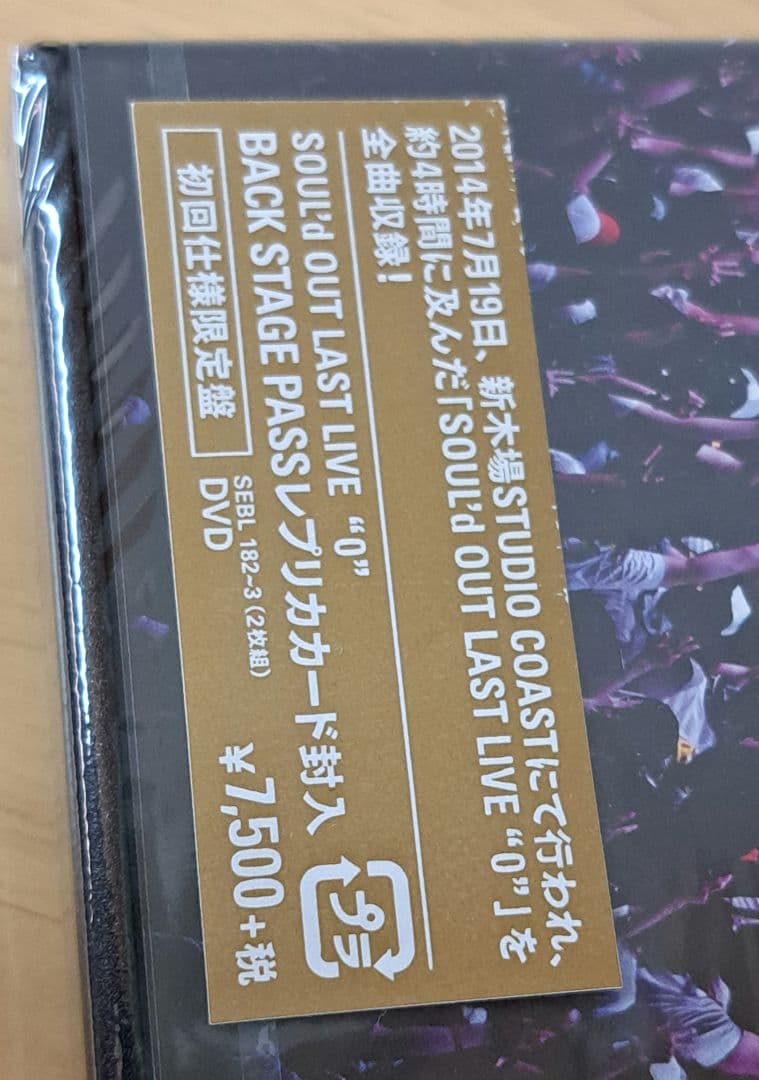 2014年7月19日、新木場STUDIO COASTにて行われ、
約4時間に及んだ「SOUL'd OUT LAST LIVE “0”」を
全曲収録！
SOUL'd OUT LAST LIVE “0”
BACK STAGE PASSレプリカカード封入
プラ
初回仕様限定盤
SEBL 182~3（2枚組）
DVD
¥7,500+税